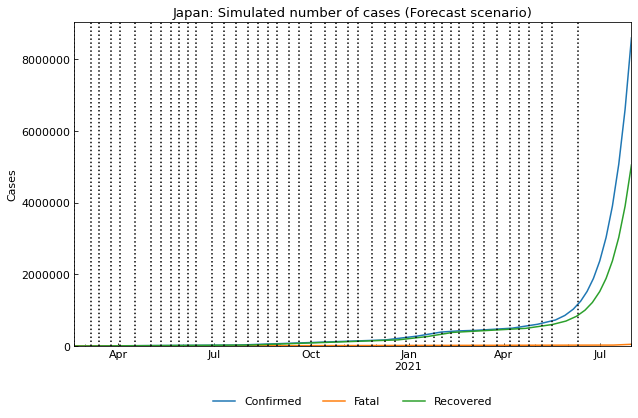 Japan: Simulated number of cases (Forecast scenario)
8000000
6000000
4000000
2000000
0
Cases
Apr Jul Oct Jan Apr Jul
2021
Confirmed Fatal Recovered